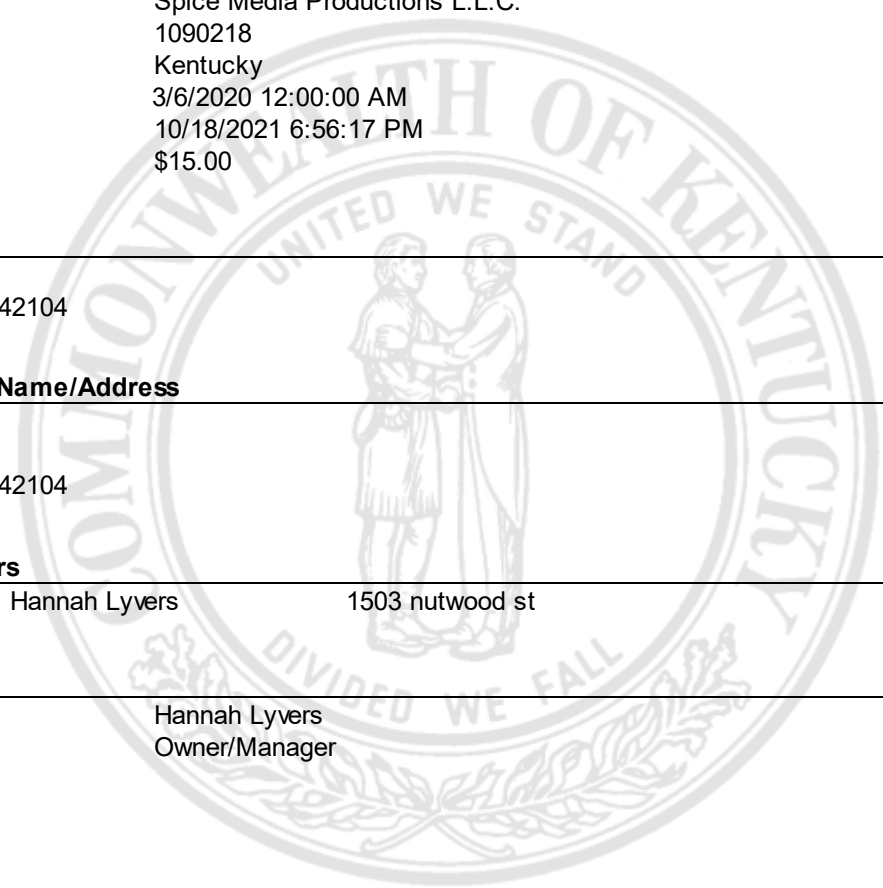 Spice Media Productions L.L.C.
1090218
Kentucky
3/6/2020 12:00:00 AM
10/18/2021 6:56:17 PM
$15.00
COMMONWEALTH OF KENTUCKY
UNITED WE STAND
42104
Name/Address
42104
rs
Hannah Lyvers 1503 nutwood st
DIVIDED WE FALL
Hannah Lyvers
Owner/Manager